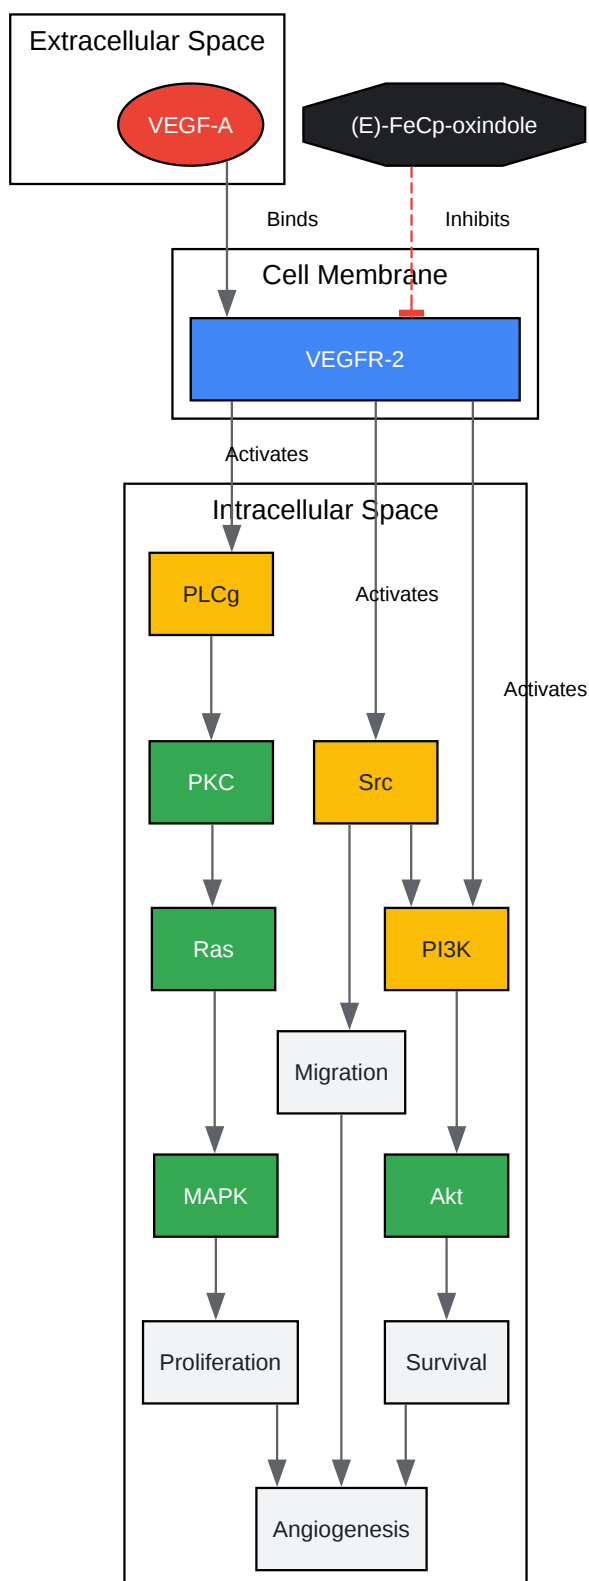 Extracellular Space
VEGF-A
(E)-FeCp-oxindole
Binds
Inhibits
Cell Membrane
VEGFR-2
Activates
Intracellular Space
PLCg
Activates
Activates
PKC
Src
Ras
PI3K
Migration
MAPK
Akt
Proliferation
Survival
Angiogenesis